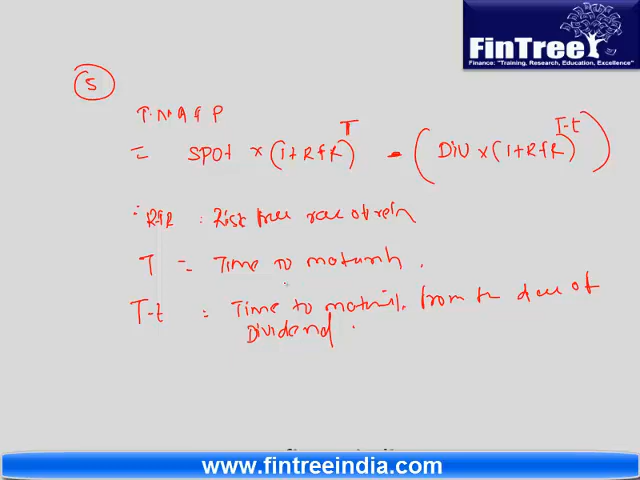 FinTree
Finance: "Training, Research, Education, Excellence"
5
= SPOT × (1+RFR)^T - (DIV × (1+RFR)^T-t)
∴ RFR : Risk free rate of return
T = Time to maturity.
T-t : Time to maturity from the date of
Dividend.
www.fintreeindia.com